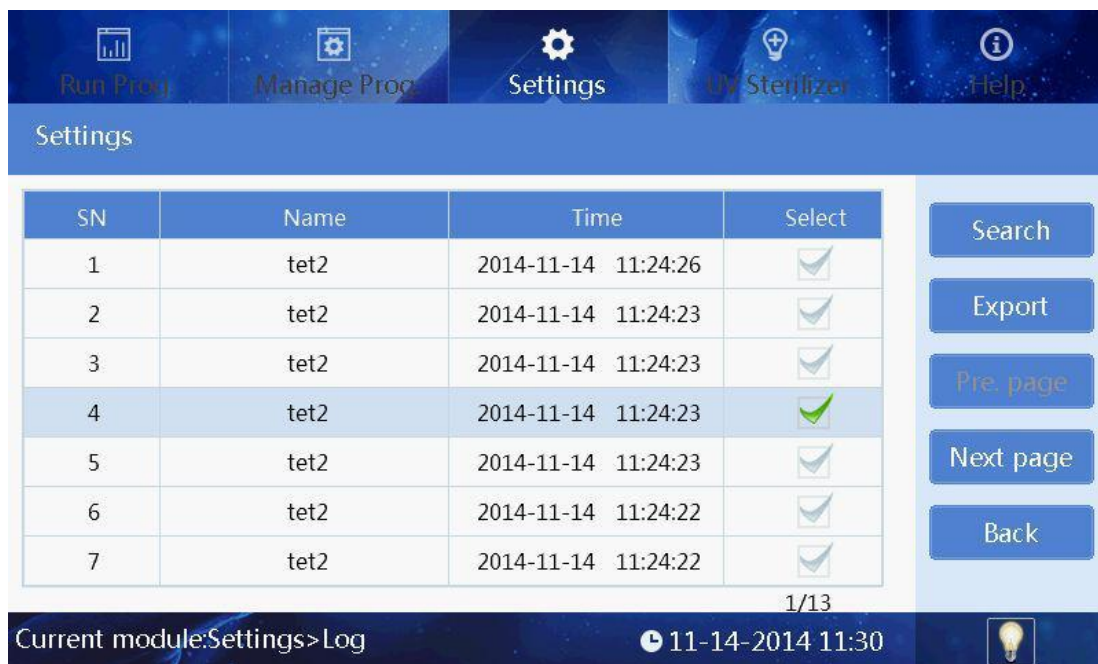 Run Prog. Manage Prog. Settings UV Sterilizer Help
Settings
SN Name Time Select
1 tet2 2014-11-14 11:24:26
2 tet2 2014-11-14 11:24:23
3 tet2 2014-11-14 11:24:23
4 tet2 2014-11-14 11:24:23
5 tet2 2014-11-14 11:24:23
6 tet2 2014-11-14 11:24:22
7 tet2 2014-11-14 11:24:22
Search
Export
Pre. page
Next page
Back
1/13
Current module:Settings>Log 11-14-2014 11:30